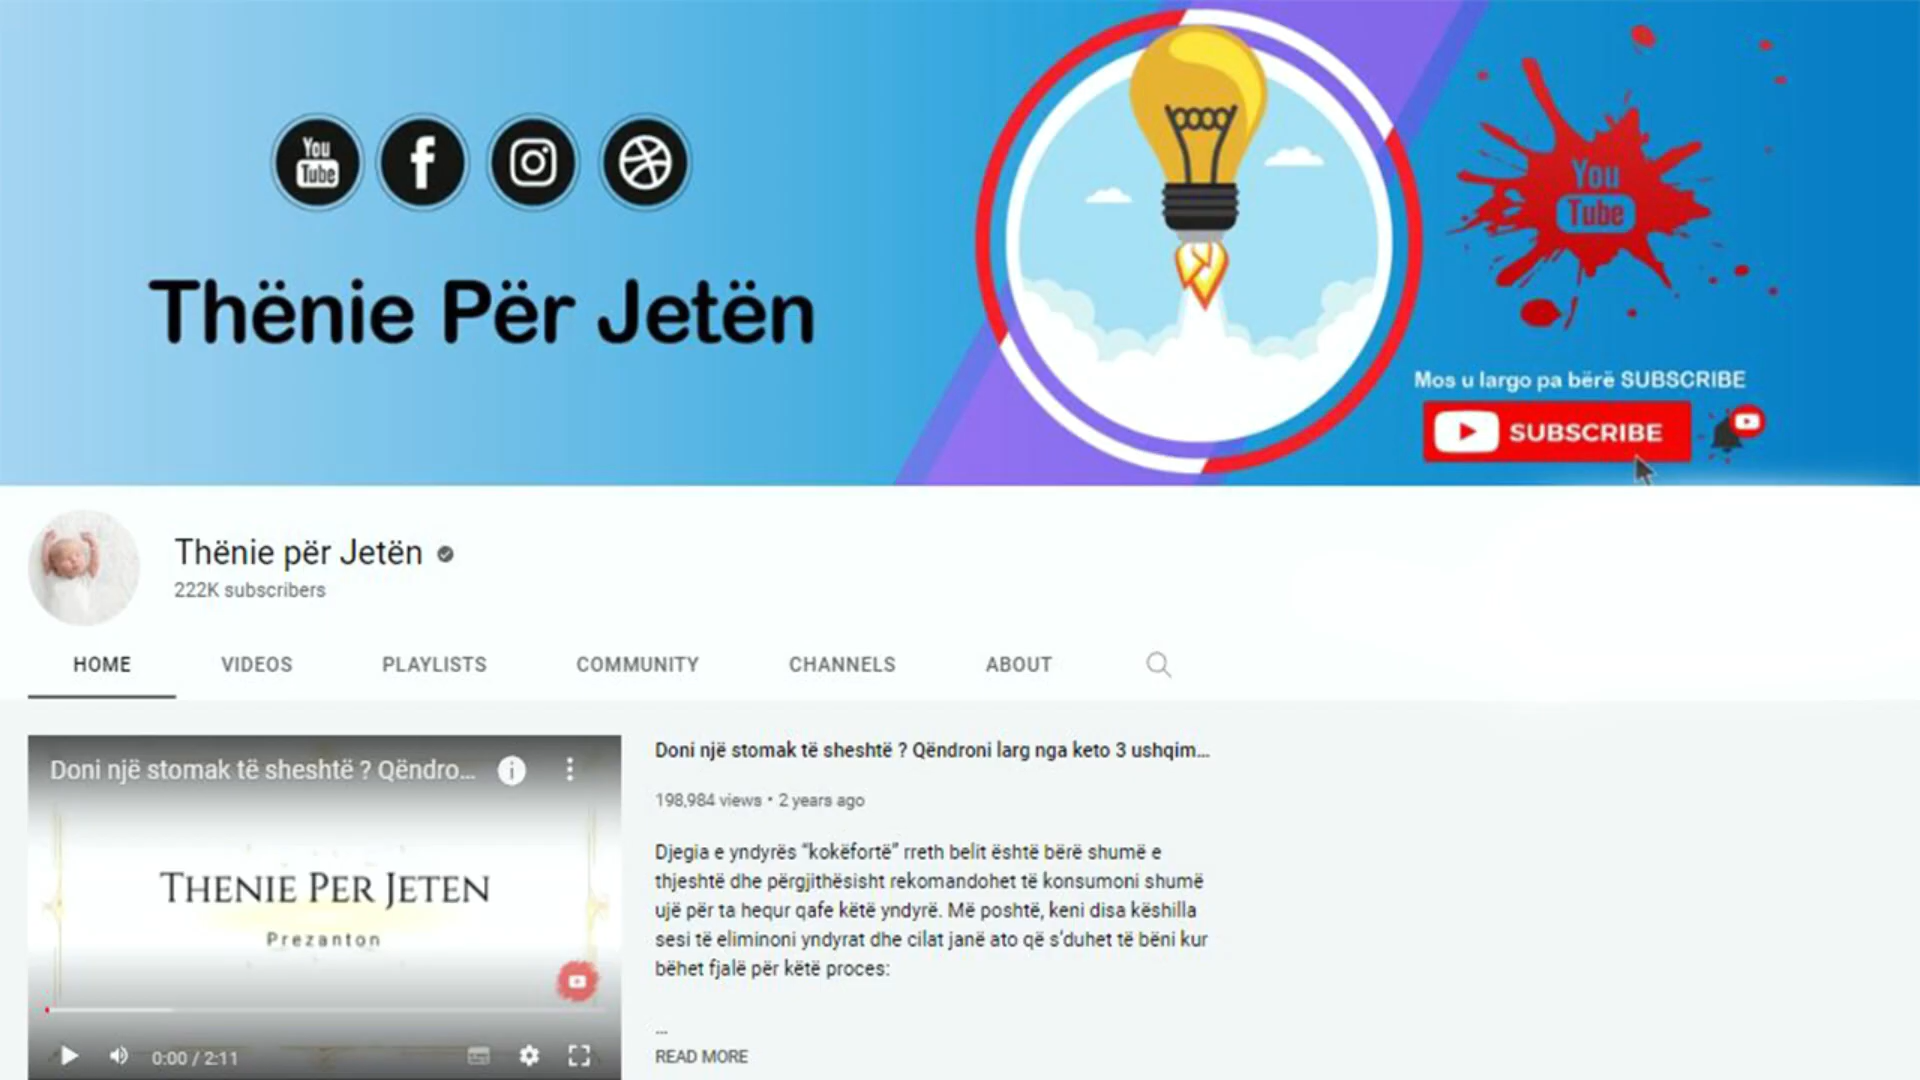 You
Tube
Thënie Për Jetën
You
Tube
Mos u largo pa bërë SUBSCRIBE
SUBSCRIBE
Thënie për Jetën
222K subscribers
HOME VIDEOS PLAYLISTS COMMUNITY CHANNELS ABOUT
Doni një stomak të sheshtë ? Qëndro...
THENIE PER JETEN
Prezanton
0:00 / 2:11
Doni një stomak të sheshtë ? Qëndroni larg nga keto 3 ushqim...
198,984 views • 2 years ago
Djegia e yndyrës “kokëfortë” rreth belit është bërë shumë e
thjeshtë dhe përgjithësisht rekomandohet të konsumoni shumë
ujë për ta hequr qafe këtë yndyrë. Më poshtë, keni disa këshilla
sesi të eliminoni yndyrat dhe cilat janë ato që s'duhet të bëni kur
bëhet fjalë për këtë proces:
...
READ MORE